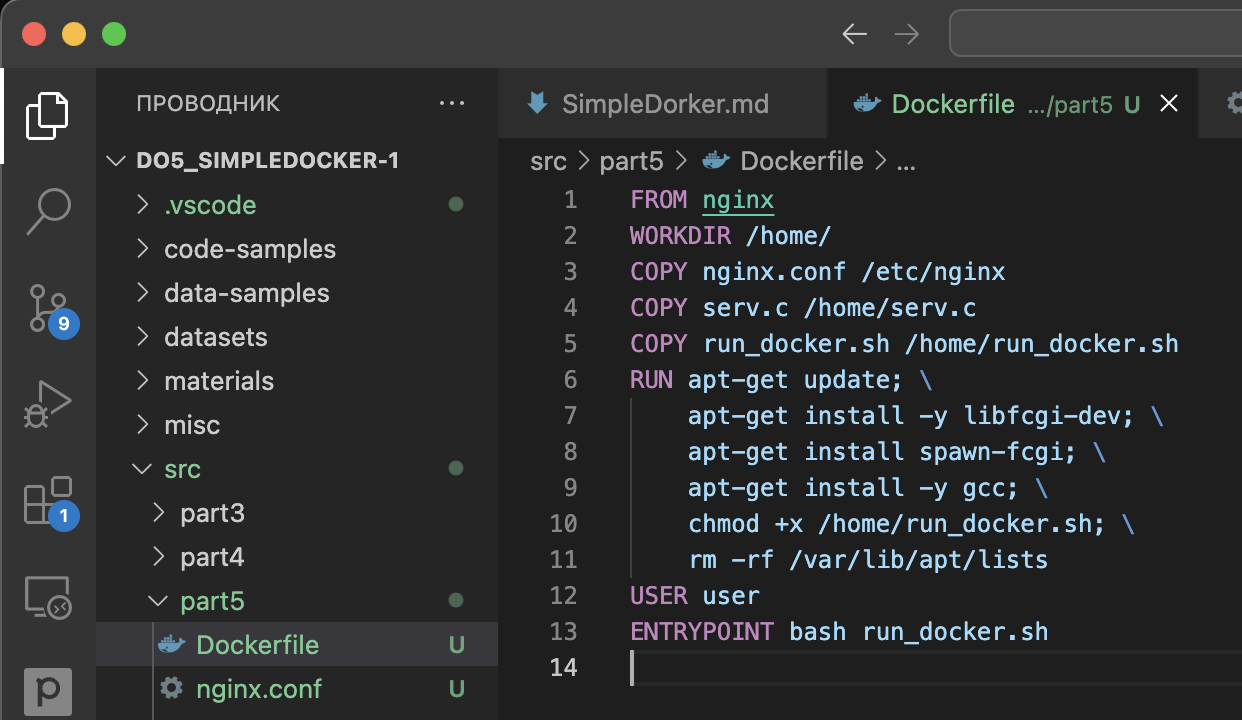 ПРОВОДНИК
DO5_SIMPLEDOCKER-1
.vscode
code-samples
data-samples
datasets
materials
misc
src
part3
part4
part5
Dockerfile U
nginx.conf U
9
1
SimpleDorker.md
Dockerfile .../part5 U
src > part5 > Dockerfile > ...
1 FROM nginx
2 WORKDIR /home/
3 COPY nginx.conf /etc/nginx
4 COPY serv.c /home/serv.c
5 COPY run_docker.sh /home/run_docker.sh
6 RUN apt-get update; \
7 apt-get install -y libfcgi-dev; \
8 apt-get install spawn-fcgi; \
9 apt-get install -y gcc; \
10 chmod +x /home/run_docker.sh; \
11 rm -rf /var/lib/apt/lists
12 USER user
13 ENTRYPOINT bash run_docker.sh
14